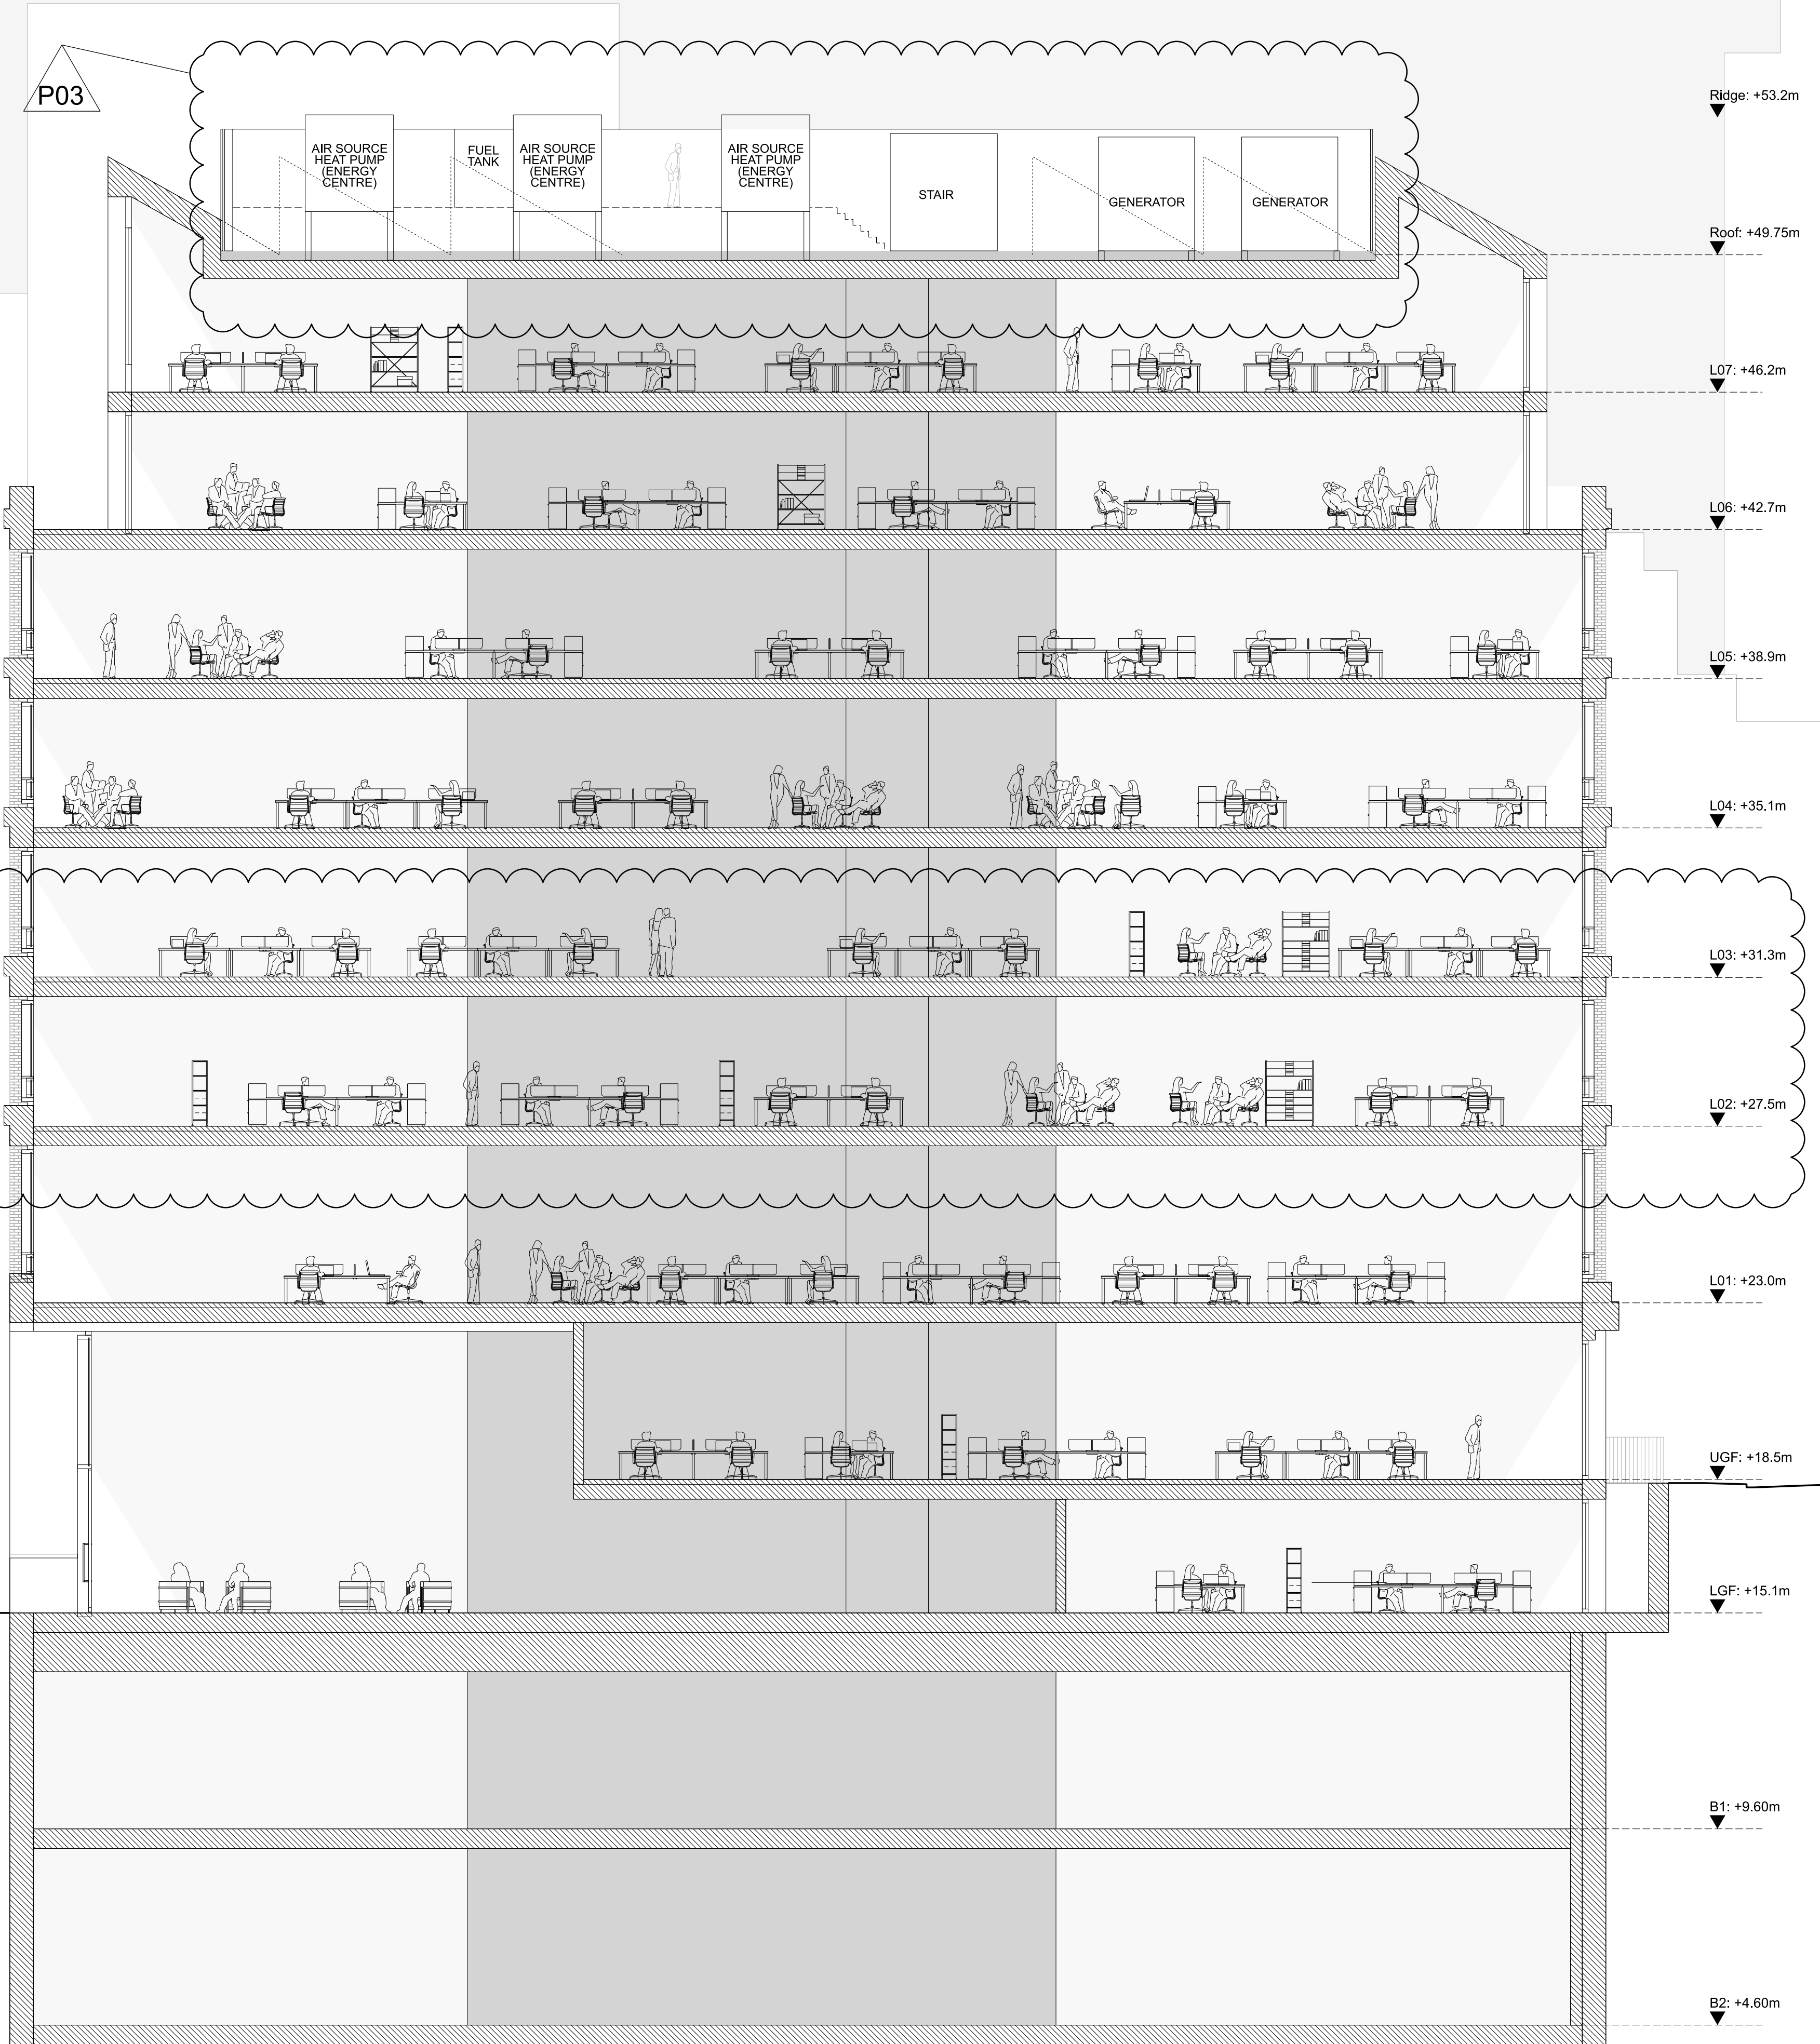 P03
Ridge: +53.2m
AIR SOURCE
HEAT PUMP
(ENERGY
CENTRE)
FUEL
TANK
AIR SOURCE
HEAT PUMP
(ENERGY
CENTRE)
AIR SOURCE
HEAT PUMP
(ENERGY
CENTRE)
STAIR
GENERATOR
GENERATOR
Roof: +49.75m
L07: +46.2m
L06: +42.7m
L05: +38.9m
L04: +35.1m
L03: +31.3m
L02: +27.5m
L01: +23.0m
UGF: +18.5m
LGF: +15.1m
B1: +9.60m
B2: +4.60m